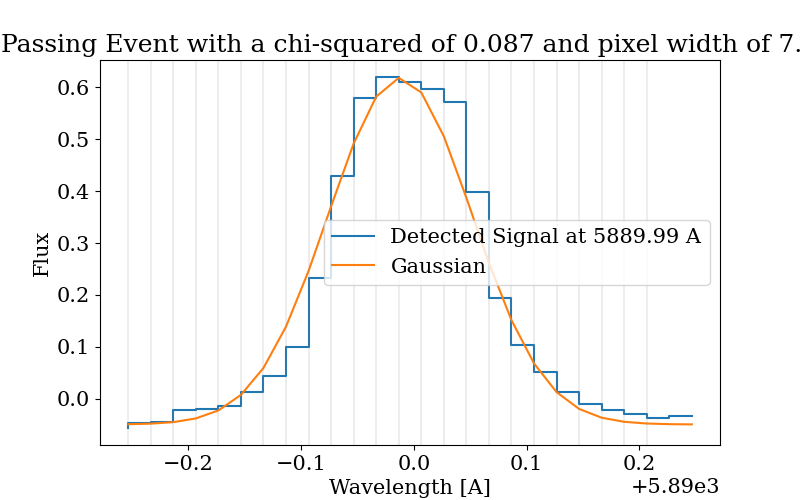 Passing Event with a chi-squared of 0.087 and pixel width of 7.
0.6
0.5
0.4
0.3
0.2
0.1
0.0
Flux
Detected Signal at 5889.99 A
Gaussian
−0.2 −0.1 0.0 0.1 0.2
Wavelength [A]
+5.89e3